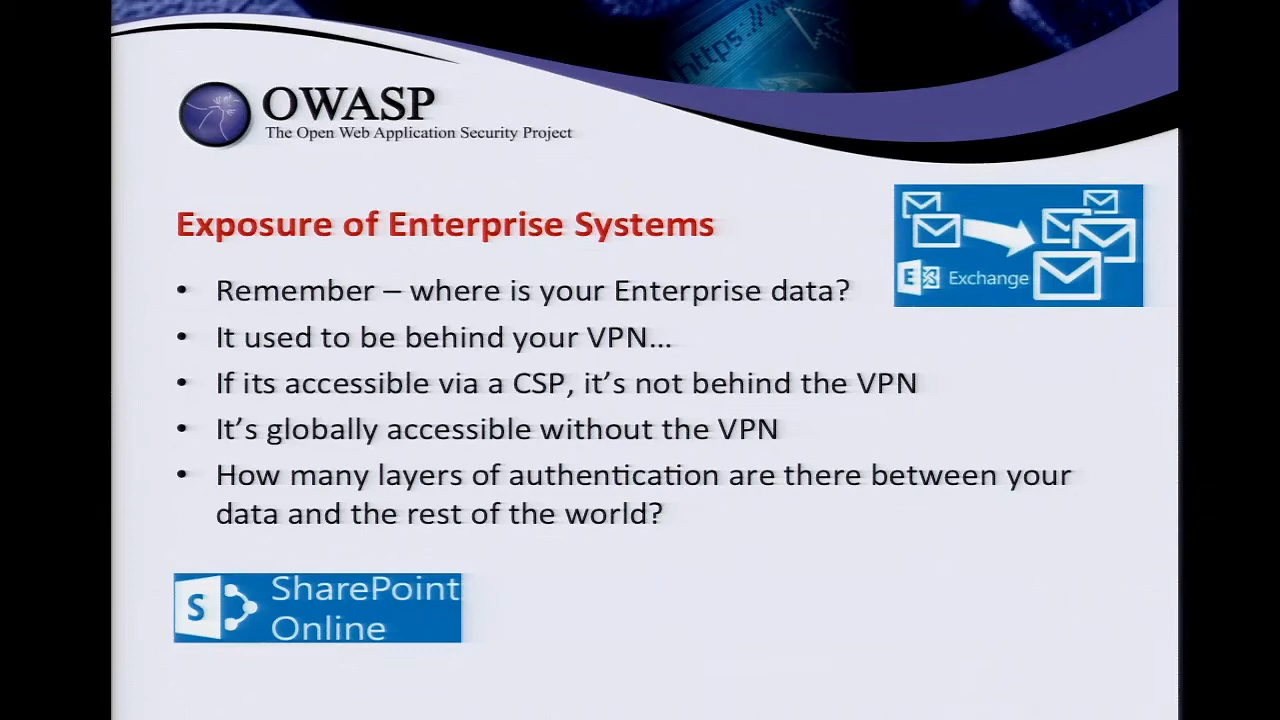 https://w
OWASP
The Open Web Application Security Project
Exposure of Enterprise Systems
E Exchange
• Remember – where is your Enterprise data?
• It used to be behind your VPN…
• If its accessible via a CSP, it’s not behind the VPN
• It’s globally accessible without the VPN
• How many layers of authentication are there between your
data and the rest of the world?
S SharePoint
Online